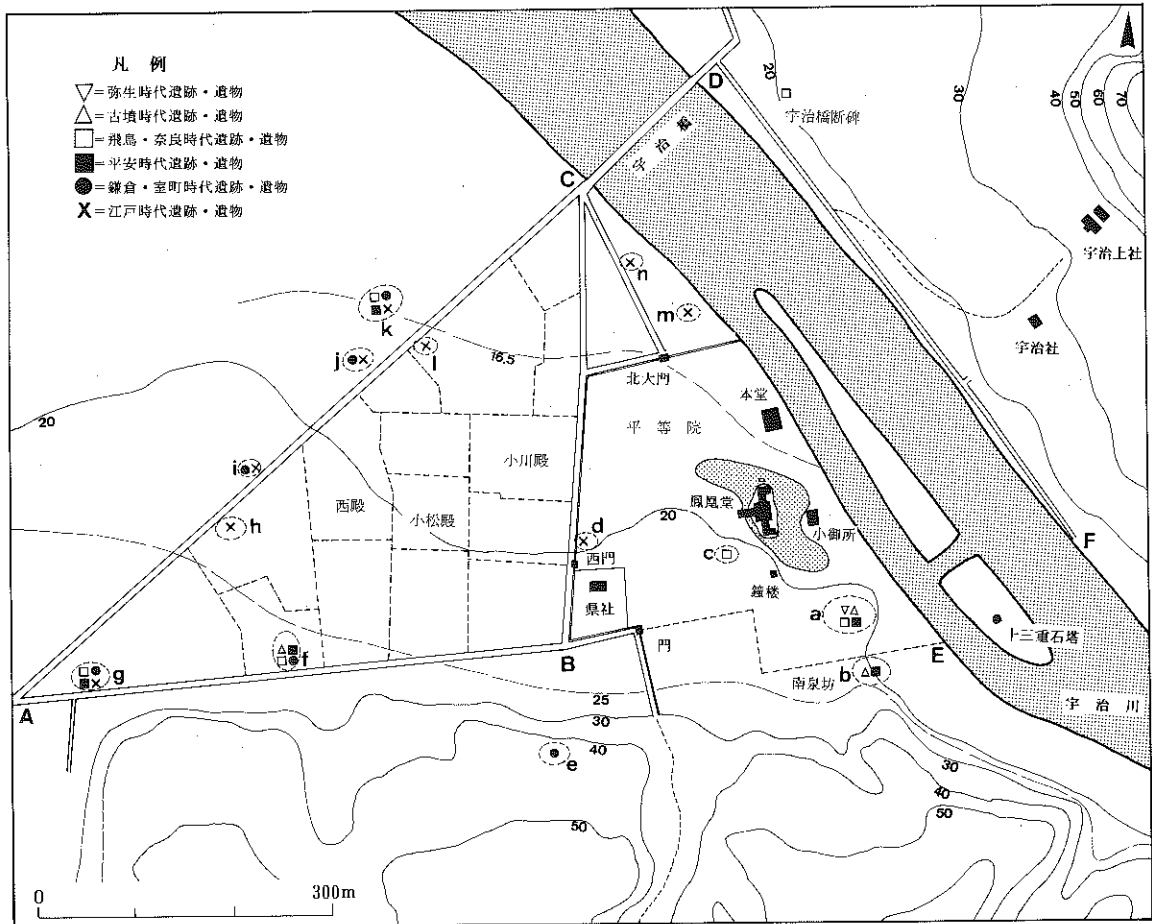 凡 例
▽=弥生時代遺跡・遺物
△=古墳時代遺跡・遺物
□=飛鳥・奈良時代遺跡・遺物
■=平安時代遺跡・遺物
●=鎌倉・室町時代遺跡・遺物
X=江戸時代遺跡・遺物
D
20
30
40
50
60
70
宇治橋断碑
宇治橋
C
宇治上社
n
m
k
宇治社
j
l
16.5
北大門
本堂
20
平等院
小川殿
i
西殿
小松殿
鳳凰堂
20
h
d
小御所
F
c
西門
鐘楼
県社
a
十三重石塔
f
門
B
E
g
b
南泉坊
A
25
宇治川
30
40
e
30
40
50
50
0
300m